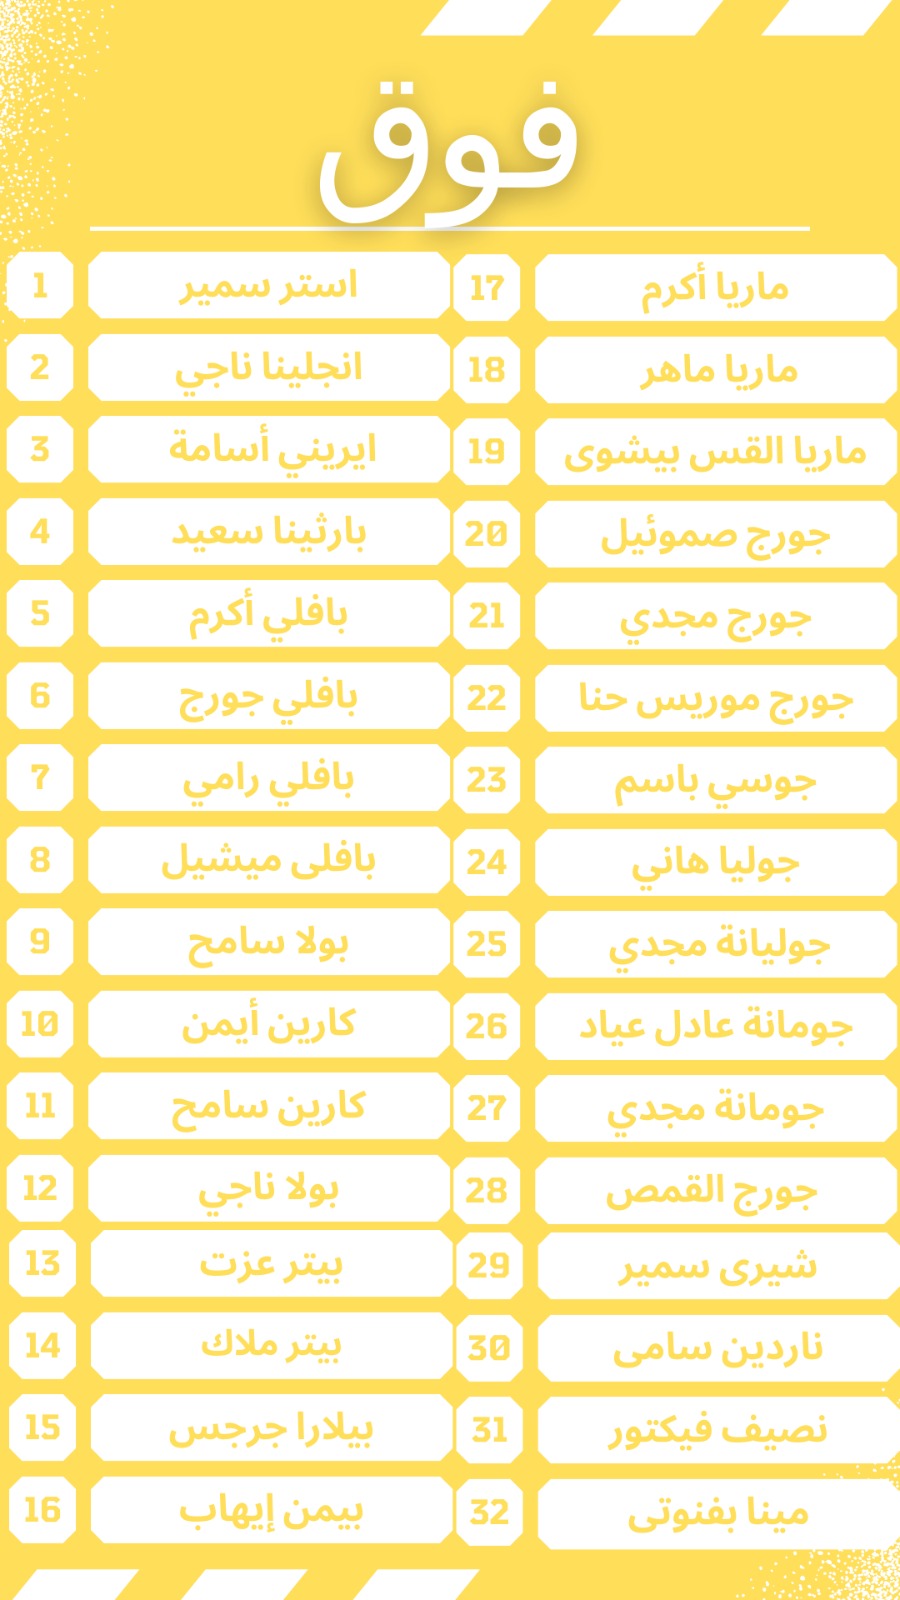 فوق
1 استر سمير
2 انجلينا ناجي
3 ايريني أسامة
4 بارثينا سعيد
5 بافلي أكرم
6 بافلي جورج
7 بافلي رامي
8 بافلى ميشيل
9 بولا سامح
10 كارين أيمن
11 كارين سامح
12 بولا ناجي
13 بيتر عزت
14 بيتر ملاك
15 بيلارا جرجس
16 بيمن إيهاب
17 ماريا أكرم
18 ماريا ماهر
19 ماريا القس بيشوى
20 جورج صموئيل
21 جورج مجدي
22 جورج موريس حنا
23 جوسي باسم
24 جوليا هاني
25 جوليانة مجدي
26 جومانة عادل عياد
27 جومانة مجدي
28 جورج القمص
29 شيرى سمير
30 ناردين سامى
31 نصيف فيكتور
32 مينا بفنوتى